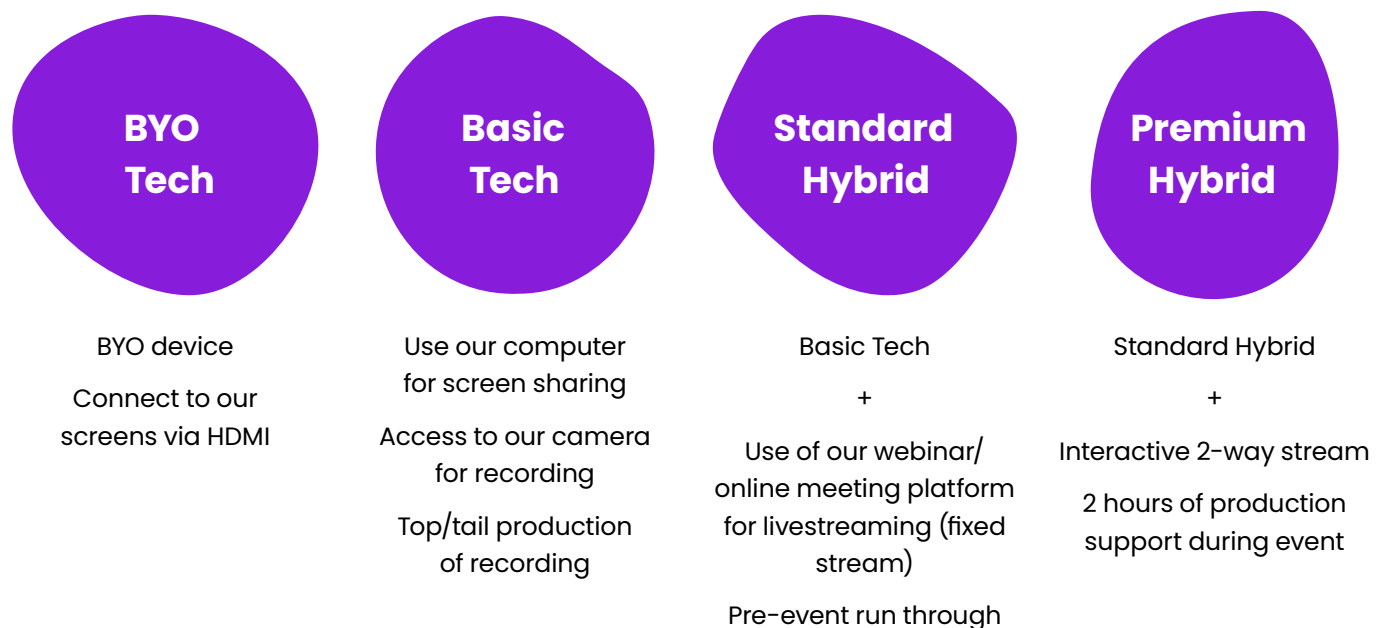 BYO
Tech
BYO device
Connect to our
screens via HDMI
Basic
Tech
Use our computer
for screen sharing
Access to our camera
for recording
Top/tail production
of recording
Standard
Hybrid
Basic Tech
+
Use of our webinar/
online meeting platform
for livestreaming (fixed
stream)
Pre-event run through
Premium
Hybrid
Standard Hybrid
+
Interactive 2-way stream
2 hours of production
support during event